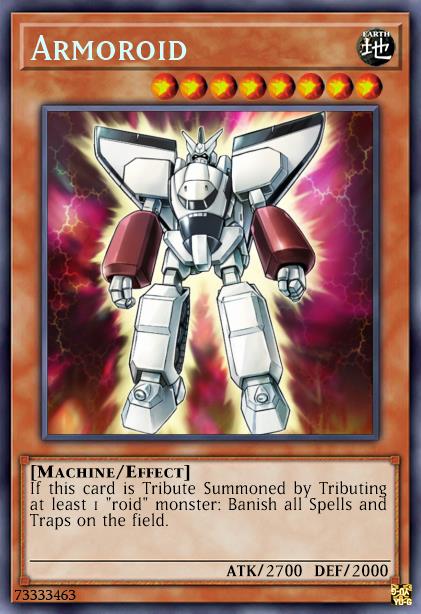 ARMOROID
EARTH
地
[MACHINE/EFFECT]
If this card is Tribute Summoned by Tributing
at least 1 "roid" monster: Banish all Spells and
Traps on the field.
ATK/2700 DEF/2000
73333463